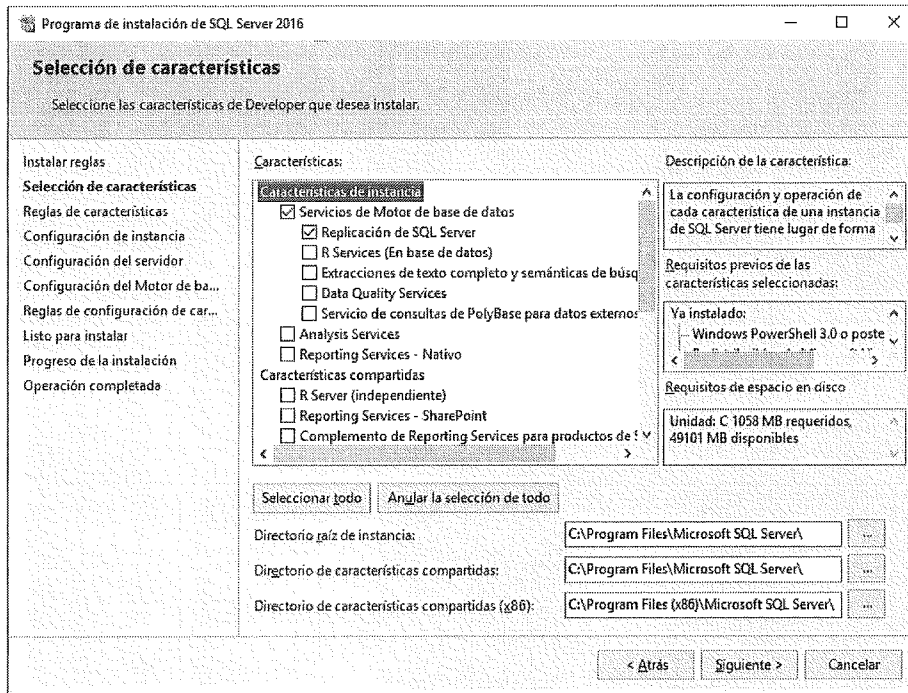 Programa de instalación de SQL Server 2016
Selección de características
Seleccione las características de Developer que desea instalar.
Instalar reglas
Selección de características
Reglas de características
Configuración de instancia
Configuración del servidor
Configuración del Motor de ba...
Reglas de configuración de car...
Listo para instalar
Progreso de la instalación
Operación completada
Características:
Características de instancia
Servicios de Motor de base de datos
Replicación de SQL Server
R Services (En base de datos)
Extracciones de texto completo y semánticas de búsq
Data Quality Services
Servicio de consultas de PolyBase para datos externos
Analysis Services
Reporting Services - Nativo
Características compartidas
R Server (independiente)
Reporting Services - SharePoint
Complemento de Reporting Services para productos de
Descripción de la característica:
La configuración y operación de
cada característica de una instancia
de SQL Server tiene lugar de forma
Requisitos previos de las
características seleccionadas:
Ya instalado:
Windows PowerShell 3.0 o poste
Requisitos de espacio en disco
Unidad: C 1058 MB requeridos,
49101 MB disponibles
Seleccionar todo
Anular la selección de todo
Directorio raíz de instancia:
C:\Program Files\Microsoft SQL Server\
...
Directorio de características compartidas:
C:\Program Files\Microsoft SQL Server\
...
Directorio de características compartidas (x86):
C:\Program Files (x86)\Microsoft SQL Server\
...
< Atrás
Siguiente >
Cancelar